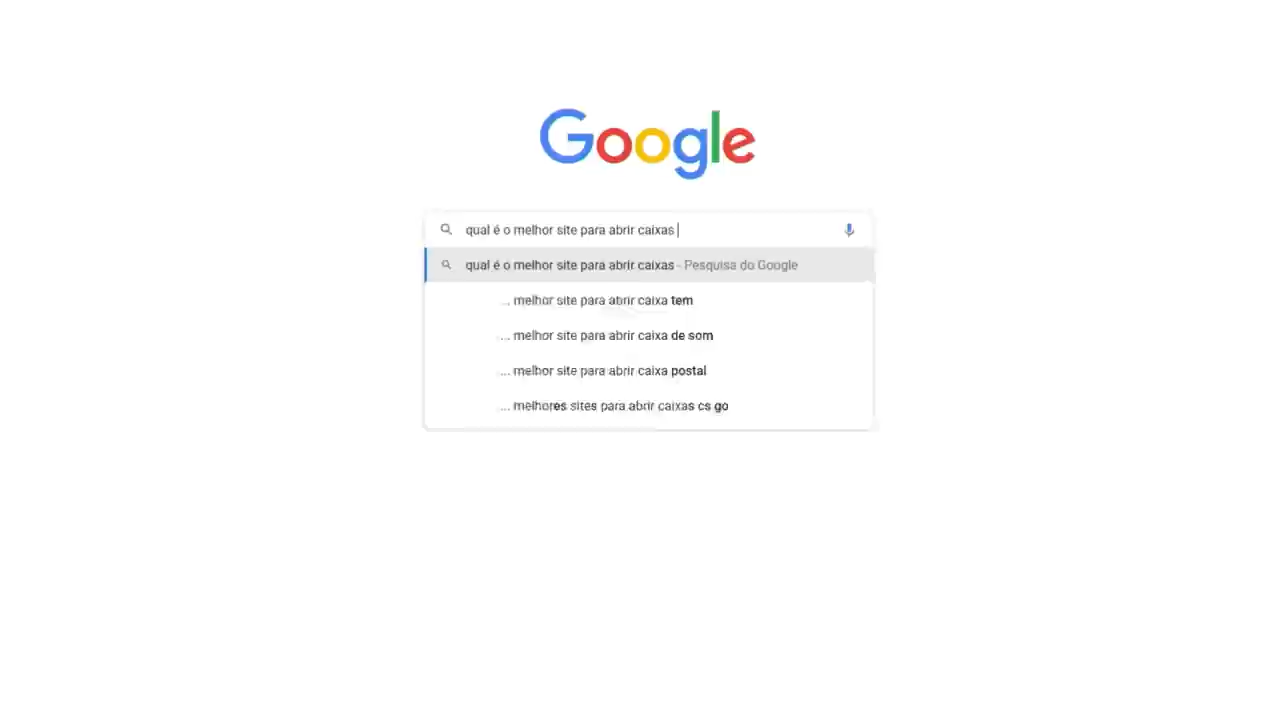 Google
qual é o melhor site para abrir caixas
qual é o melhor site para abrir caixas - Pesquisa do Google
... melhor site para abrir caixa tem
... melhor site para abrir caixa de som
... melhor site para abrir caixa postal
... melhores sites para abrir caixas cs go